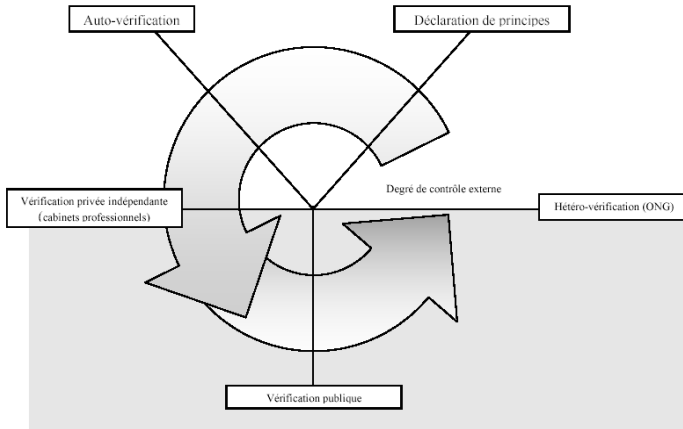 Auto-vérification
Déclaration de principes
Degré de contrôle externe
Vérification privée indépendante
(cabinets professionnels)
Hétéro-vérification (ONG)
Vérification publique